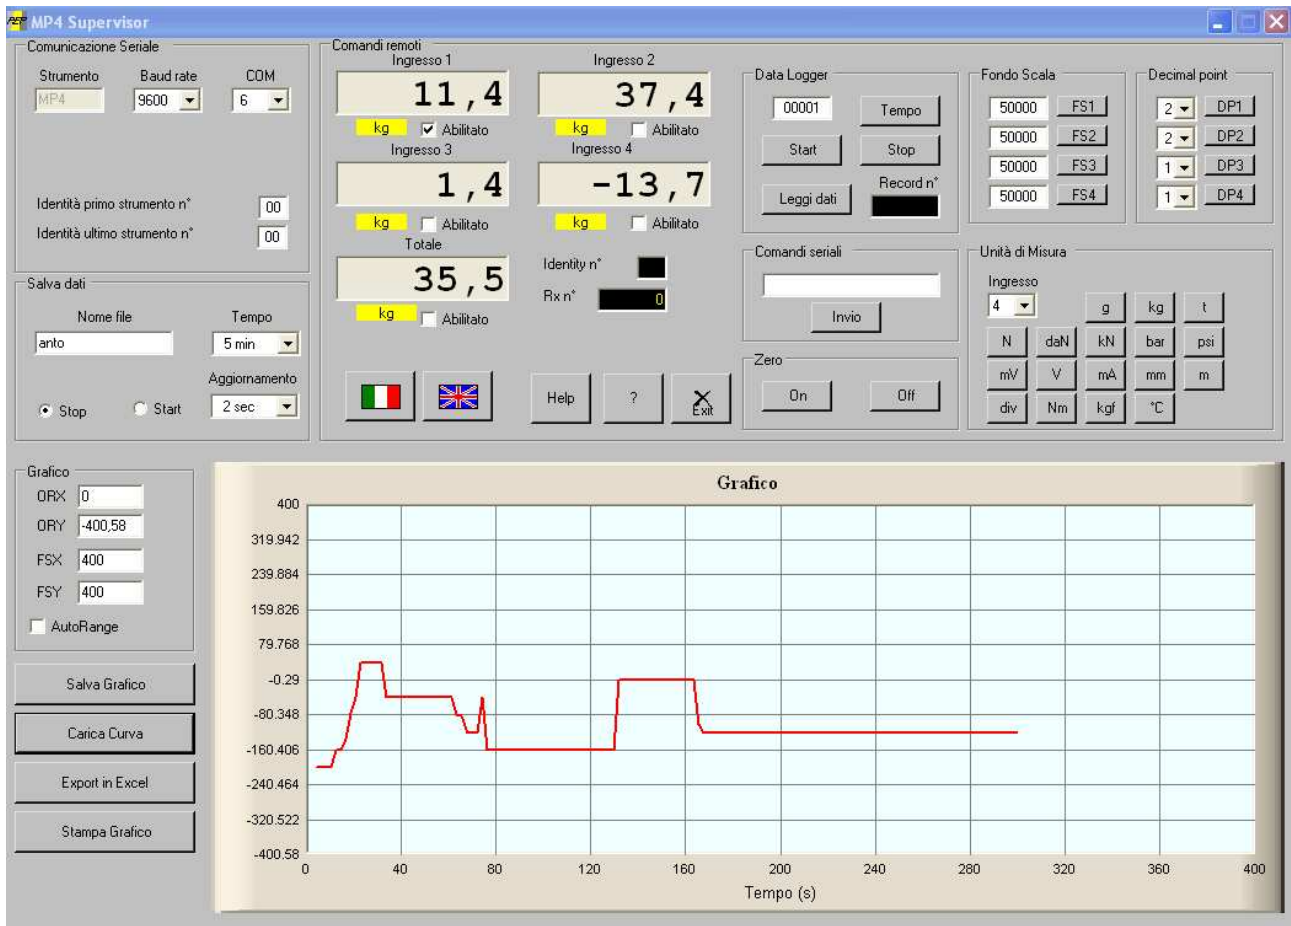 PEP MP4 Supervisor
Comunicazione Seriale
Strumento Baud rate COM
MP4 9600 6
Identità primo strumento n° 00
Identità ultimo strumento n° 00
Salva dati
Nome file Tempo
anto 5 min
Aggiornamento
Stop Start 2 sec
Comandi remoti
Ingresso 1 Ingresso 2
11,4 37,4
kg Abilitato kg Abilitato
Ingresso 3 Ingresso 4
1,4 -13,7
kg Abilitato kg Abilitato
Totale
35,5
kg Abilitato
Identity n°
Rx n° 0
Help ? Exit
Data Logger
00001 Tempo
Start Stop
Leggi dati Record n°
Comandi seriali
Invio
Zero
On Off
Fondo Scala
50000 FS1
50000 FS2
50000 FS3
50000 FS4
Decimal point
2 DP1
2 DP2
1 DP3
1 DP4
Unità di Misura
Ingresso
4 g kg t
N daN kN bar psi
mV V mA mm m
div Nm kgf °C
Grafico
ORX 0
ORY -400,58
FSX 400
FSY 400
AutoRange
Salva Grafico
Carica Curva
Export in Excel
Stampa Grafico
Grafico
400
319.942
239.884
159.826
79.768
-0.29
-80.348
-160.406
-240.464
-320.522
-400.58
0 40 80 120 160 200 240 280 320 360 400
Tempo (s)